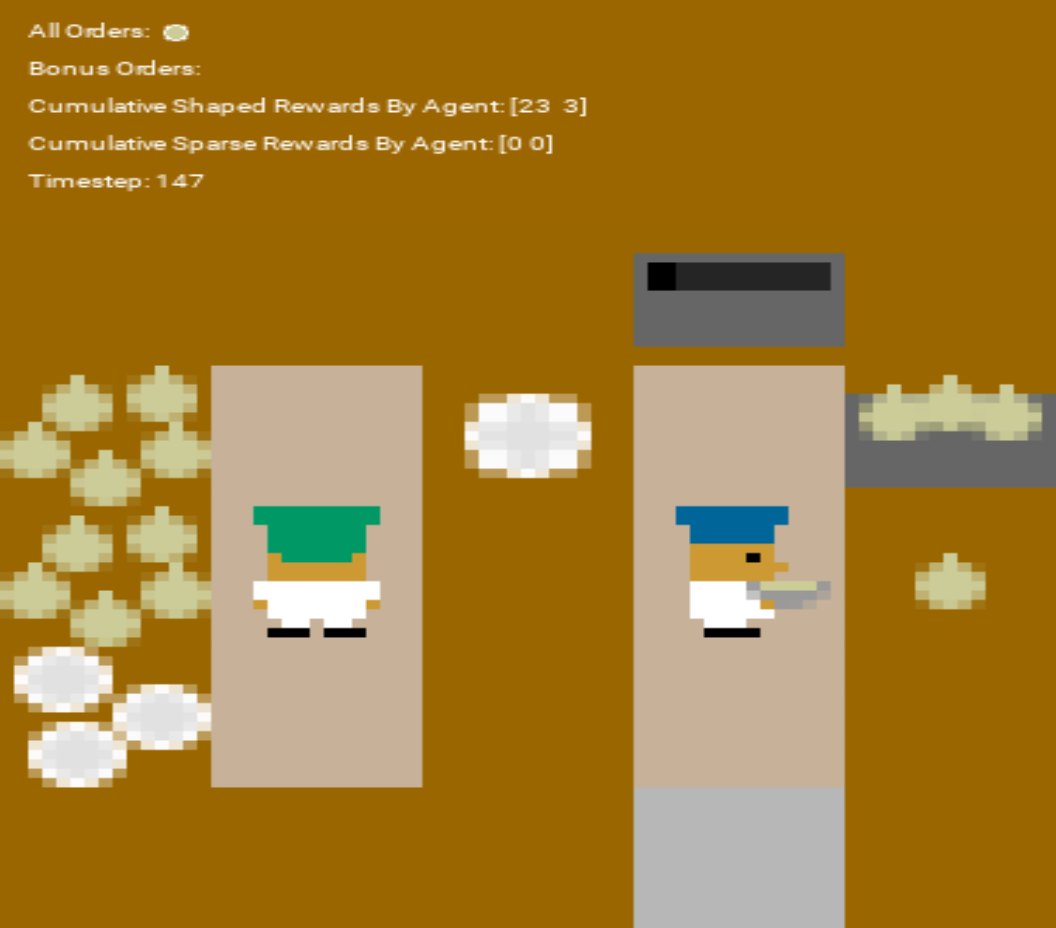 All Orders:
Bonus Orders:
Cumulative Shaped Rewards By Agent: [23 3]
Cumulative Sparse Rewards By Agent: [0 0]
Timestep: 147